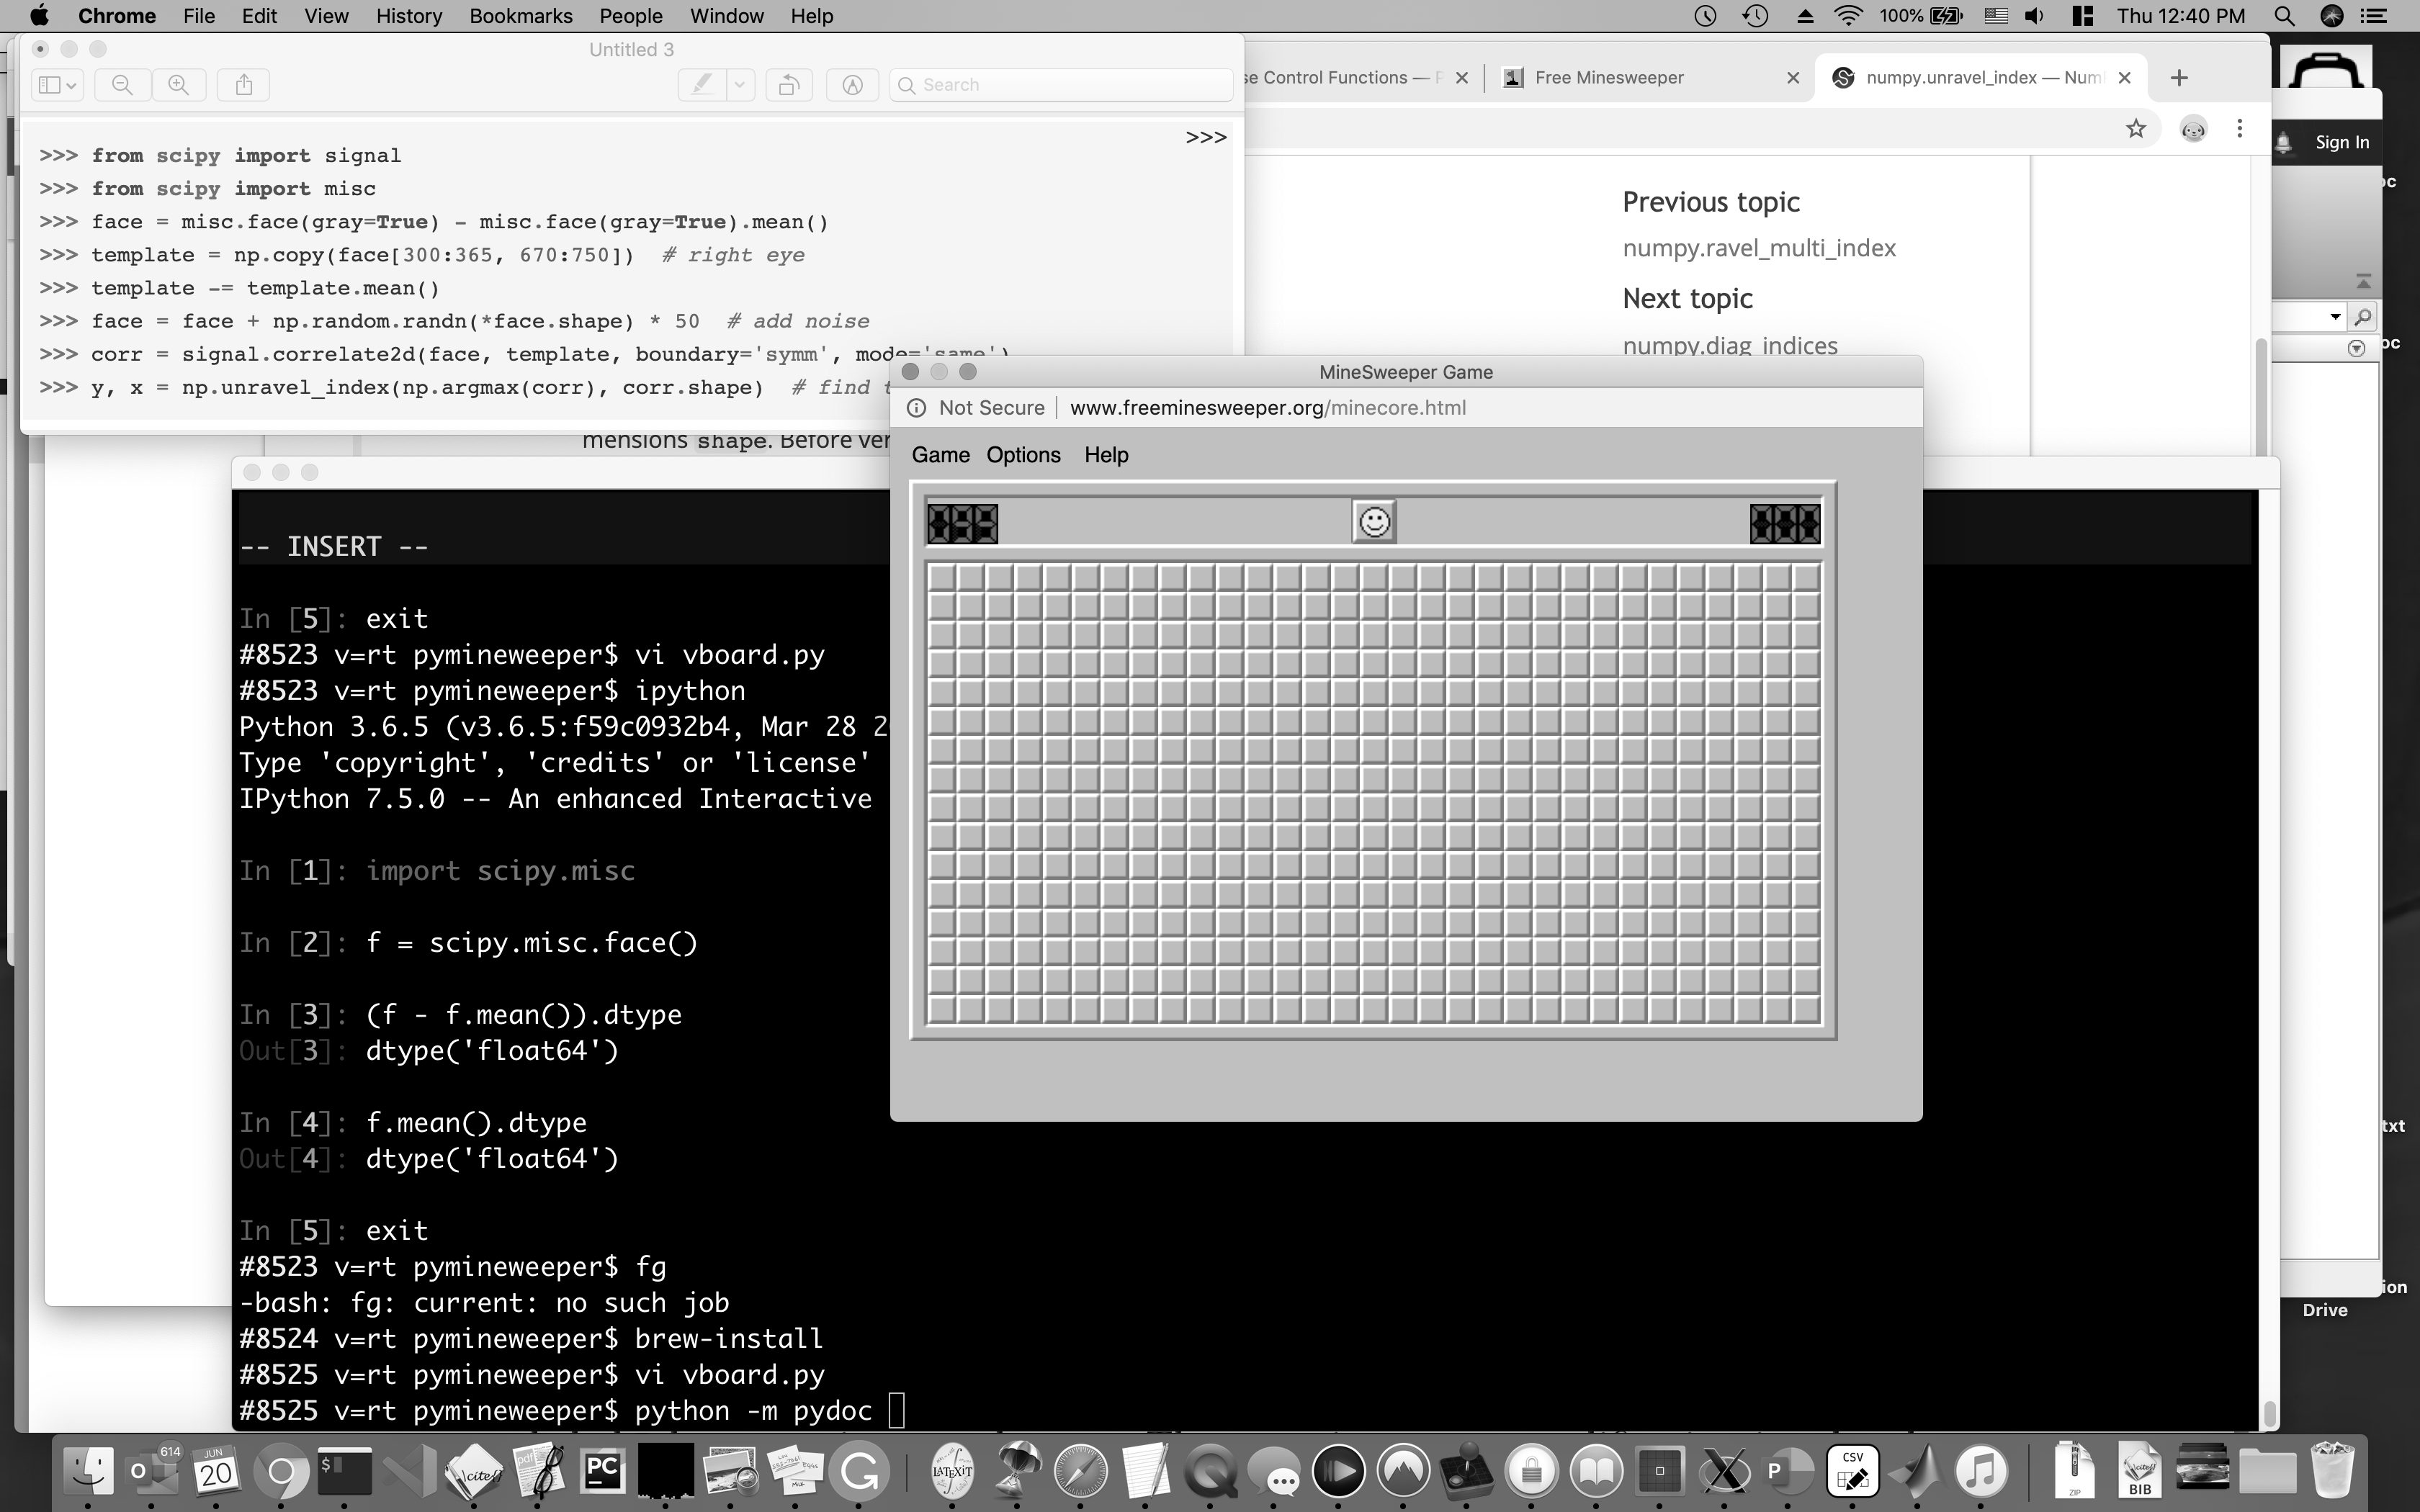 Chrome File Edit View History Bookmarks People Window Help 100% Thu 12:40 PM
Untitled 3
Search
>>>
>>> from scipy import signal
>>> from scipy import misc
>>> face = misc.face(gray=True) - misc.face(gray=True).mean()
>>> template = np.copy(face[300:365, 670:750])  # right eye
>>> template -= template.mean()
>>> face = face + np.random.randn(*face.shape) * 50  # add noise
>>> corr = signal.correlate2d(face, template, boundary='symm', mode='same')
>>> y, x = np.unravel_index(np.argmax(corr), corr.shape)  # find
se Control Functions —
Free Minesweeper
numpy.unravel_index — Num
Sign In
Previous topic
numpy.ravel_multi_index
Next topic
numpy.diag_indices
mensions shape. Before
MineSweeper Game
Not Secure www.freeminesweeper.org/minecore.html
Game Options Help
-- INSERT --
In [5]: exit
#8523 v=rt pymineweeper$ vi vboard.py
#8523 v=rt pymineweeper$ ipython
Python 3.6.5 (v3.6.5:f59c0932b4, Mar 28 2
Type 'copyright', 'credits' or 'license'
IPython 7.5.0 -- An enhanced Interactive
In [1]: import scipy.misc
In [2]: f = scipy.misc.face()
In [3]: (f - f.mean()).dtype
Out[3]: dtype('float64')
In [4]: f.mean().dtype
Out[4]: dtype('float64')
In [5]: exit
#8523 v=rt pymineweeper$ fg
-bash: fg: current: no such job
#8524 v=rt pymineweeper$ brew-install
#8525 v=rt pymineweeper$ vi vboard.py
#8525 v=rt pymineweeper$ python -m pydoc
oc
oc
txt
ion
Drive
614
JUN
20
PC
LATEXiT
CSV
ZIP
BIB